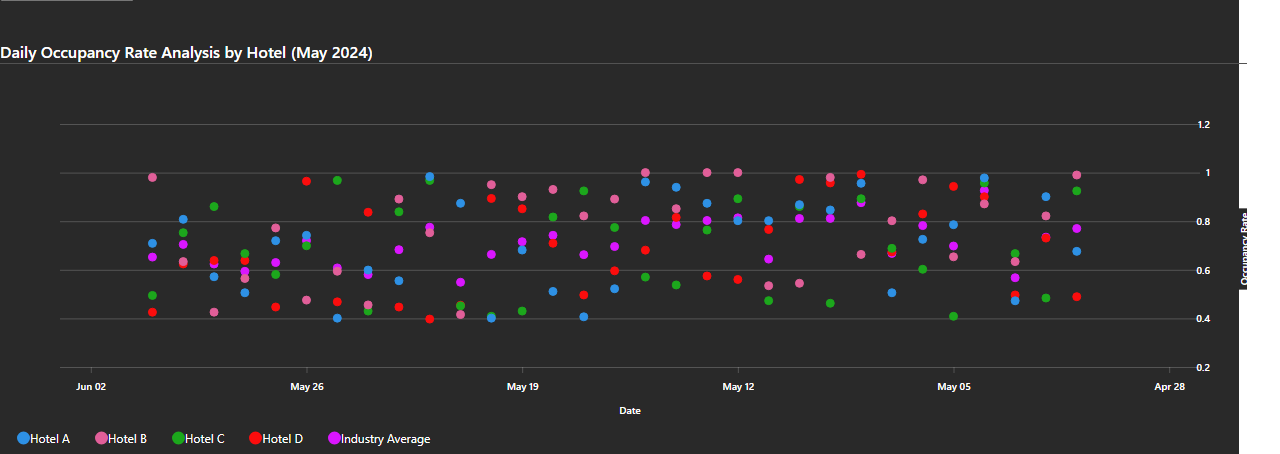 Daily Occupancy Rate Analysis by Hotel (May 2024)
1.2
1
0.8
0.6
0.4
0.2
Occupancy Rate
Jun 02 May 26 May 19 May 12 May 05 Apr 28
Date
Hotel A Hotel B Hotel C Hotel D Industry Average